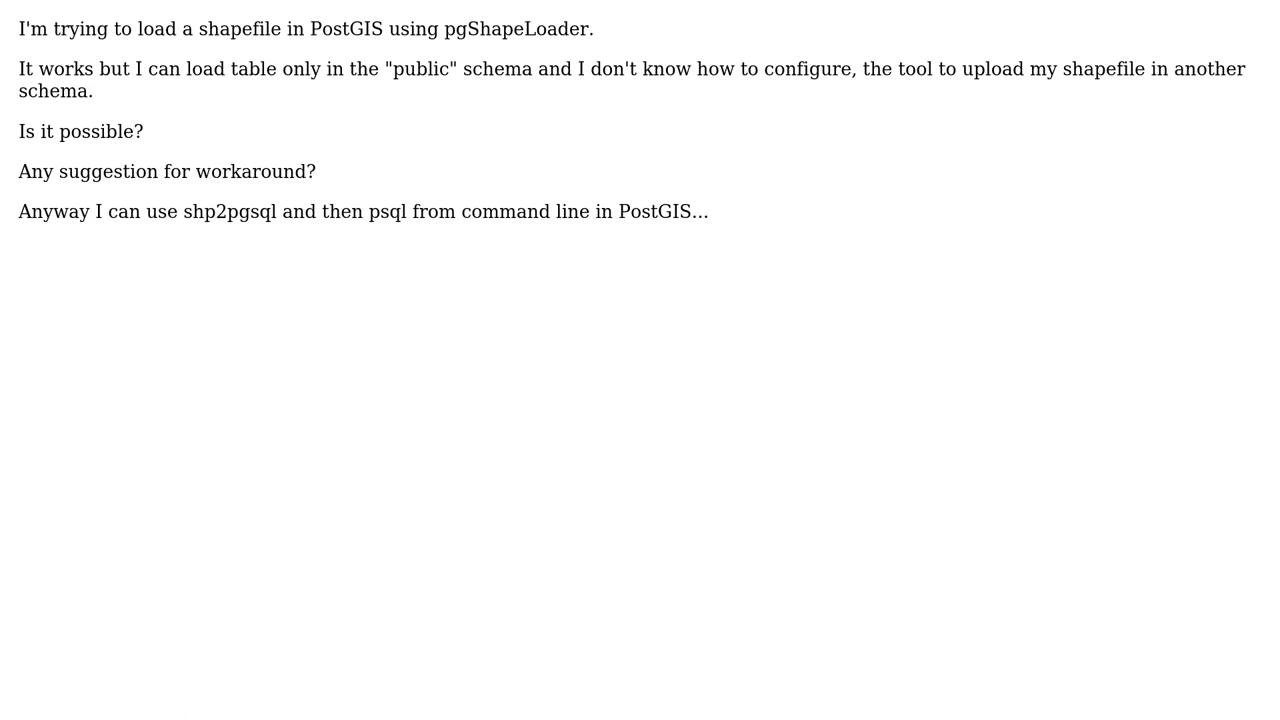 I'm trying to load a shapefile in PostGIS using pgShapeLoader.
It works but I can load table only in the "public" schema and I don't know how to configure, the tool to upload my shapefile in another
schema.
Is it possible?
Any suggestion for workaround?
Anyway I can use shp2pgsql and then psql from command line in PostGIS...